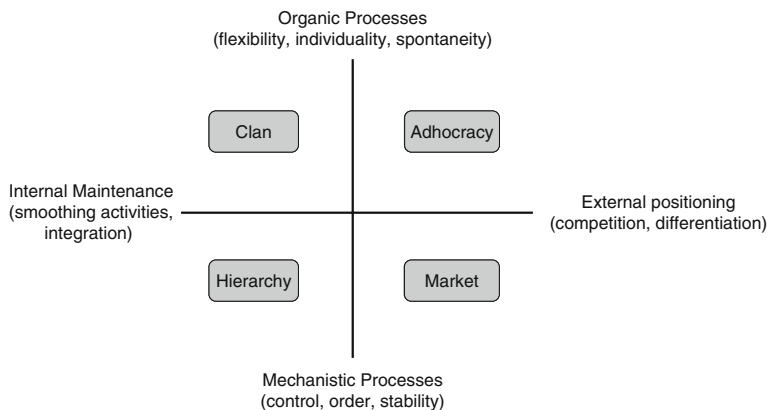 Organic Processes
(flexibility, individuality, spontaneity)
Clan
Adhocracy
Internal Maintenance
(smoothing activities,
integration)
External positioning
(competition, differentiation)
Hierarchy
Market
Mechanistic Processes
(control, order, stability)